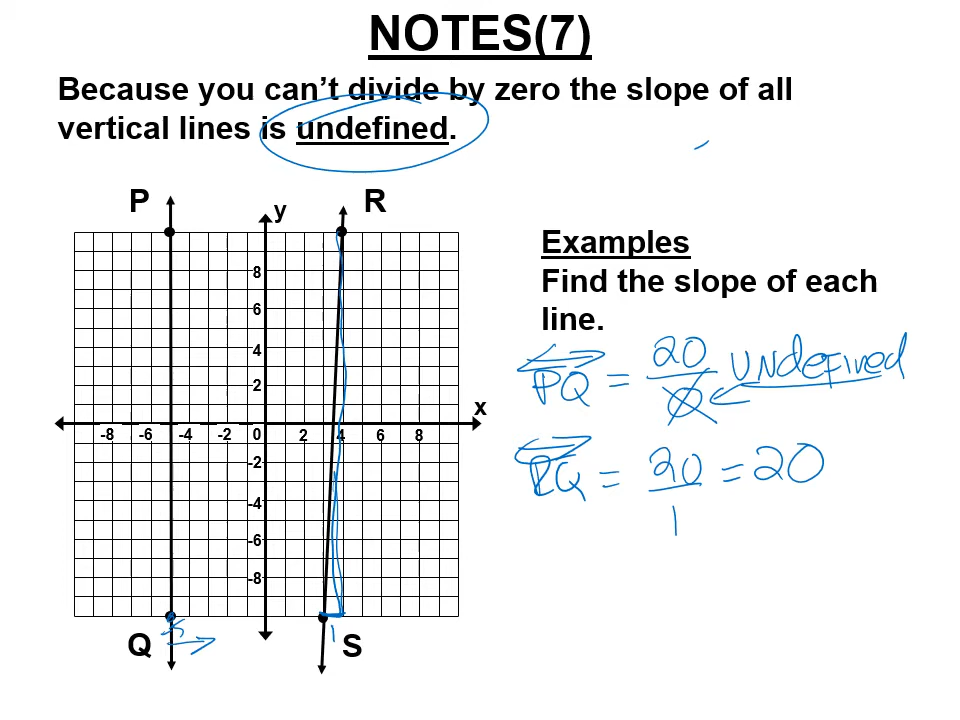 NOTES(7)
Because you can't divide by zero the slope of all
vertical lines is undefined.
P
R
y
Examples
Find the slope of each
line.
8
6
4
2
PQ = 20/0 undefined
x
-8 -6 -4 -2 0 2 4 6 8
-2
-4
-6
-8
PQ = 20/1 = 20
Q
1
S